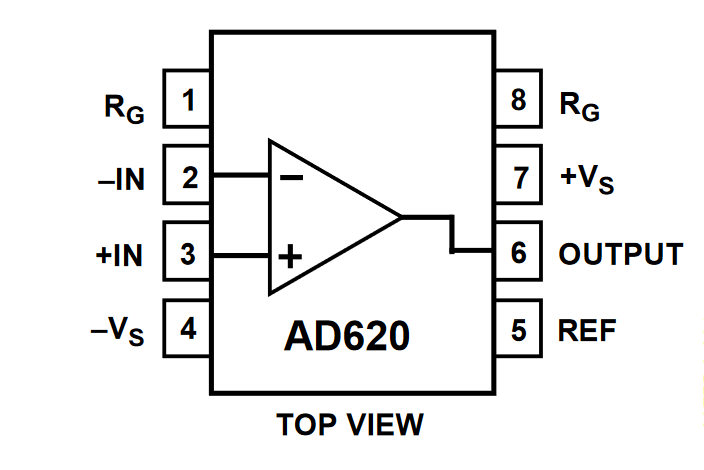 RG 1 8 RG
–IN 2 – 7 +VS
+IN 3 + 6 OUTPUT
–VS 4 AD620 5 REF
TOP VIEW